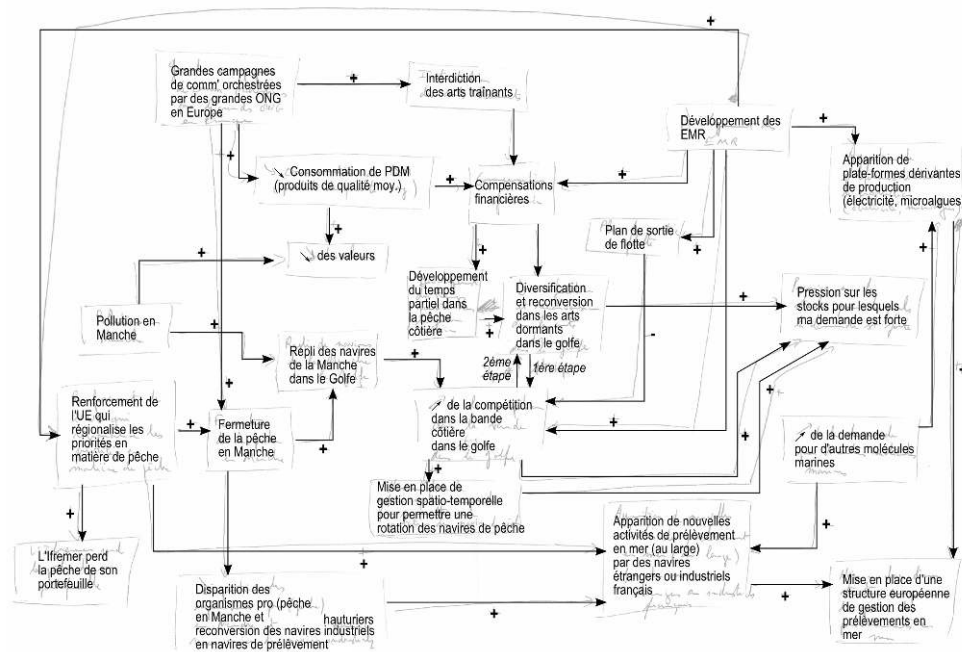 Grandes campagnes
de comm' orchestrées
par des grandes ONG
en Europe
+
Interdiction
des arts traînants
+
Développement des
EMR
+
Apparition de
plate-formes dérivantes
de production
(électricité, microalgues
↘ Consommation de PDM
(produits de qualité moy.)
+
+
Compensations
financières
+
Plan de sortie
de flotte
+
+
↘ des valeurs
+
Développement
du temps
partiel dans
la pêche
côtière
+
+
Diversification
et reconversion
dans les arts
dormants
dans le golfe
+
Pression sur les
stocks pour lesquels
ma demande est forte
Pollution en
Manche
+
Répli des navires
de la Manche
dans le Golfe
+
2ème
étape
1ère étape
-
Renforcement de
l'UE qui
régionalise les
priorités en
matière de pêche
+
Fermeture
de la pêche
en Manche
+
+
↗ de la compétition
dans la bande
côtière
dans le golfe
+
+
+
↗ de la demande
pour d'autres molécules
marines
+
+
Mise en place de
gestion spatio-temporelle
pour permettre une
rotation des navires de pêche
+
L'Ifremer perd
la pêche de son
portefeuille
+
+
Apparition de nouvelles
activités de prélèvement
en mer (au large)
par des navires
étrangers ou industriels
français
+
+
Disparition des
organismes pro (pêche)
en Manche et hauturiers
reconversion des navires industriels
en navires de prélèvement
+
Mise en place d'une
structure européenne
de gestion des
prélèvements en
mer